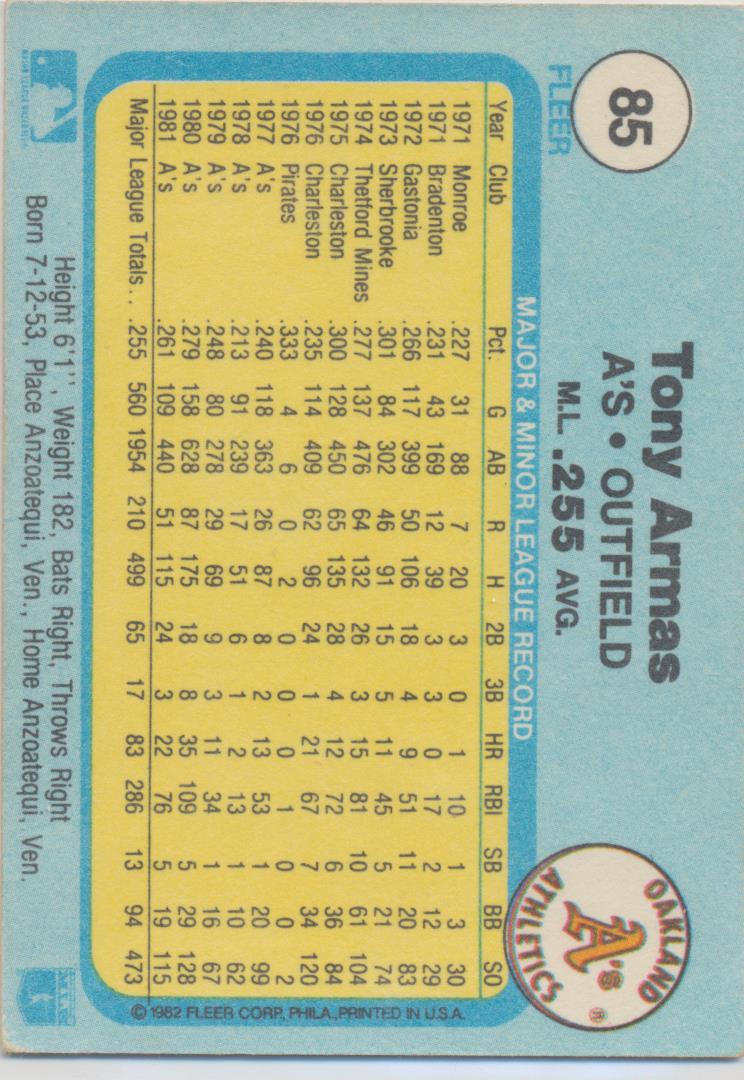 85
FLEER
Tony Armas
A'S • OUTFIELD
M.L. .255 AVG.
OAKLAND
A's
ATHLETICS
®
MAJOR & MINOR LEAGUE RECORD
Year Club Pct. G AB R H 2B 3B HR RBI SB BB SO
1971 Monroe .227 31 88 7 20 3 0 1 10 1 3 30
1971 Bradenton .231 43 169 12 39 3 3 0 17 2 12 29
1972 Gastonia .266 117 399 50 106 18 4 9 51 11 20 83
1973 Sherbrooke .301 84 302 46 91 15 5 11 45 5 21 74
1974 Thetford Mines .277 137 476 64 132 26 3 15 81 10 61 104
1975 Charleston .300 128 450 65 135 28 4 12 72 6 36 84
1976 Charleston .235 114 409 62 96 24 1 21 67 7 34 120
1976 Pirates .333 4 6 0 2 0 0 0 1 0 0 2
1977 A's .240 118 363 26 87 8 2 13 53 1 20 99
1978 A's .213 91 239 17 51 6 1 2 13 1 10 62
1979 A's .248 80 278 29 69 9 3 11 34 1 16 67
1980 A's .279 158 628 87 175 18 8 35 109 5 29 128
1981 A's .261 109 440 51 115 24 3 22 76 5 19 115
Major League Totals... .255 560 1954 210 499 65 17 83 286 13 94 473
© 1982 FLEER CORP. PHILA., PRINTED IN U.S.A.
Height 6'1'', Weight 182, Bats Right, Throws Right
Born 7-12-53, Place Anzoatequi, Ven., Home Anzoatequi, Ven.